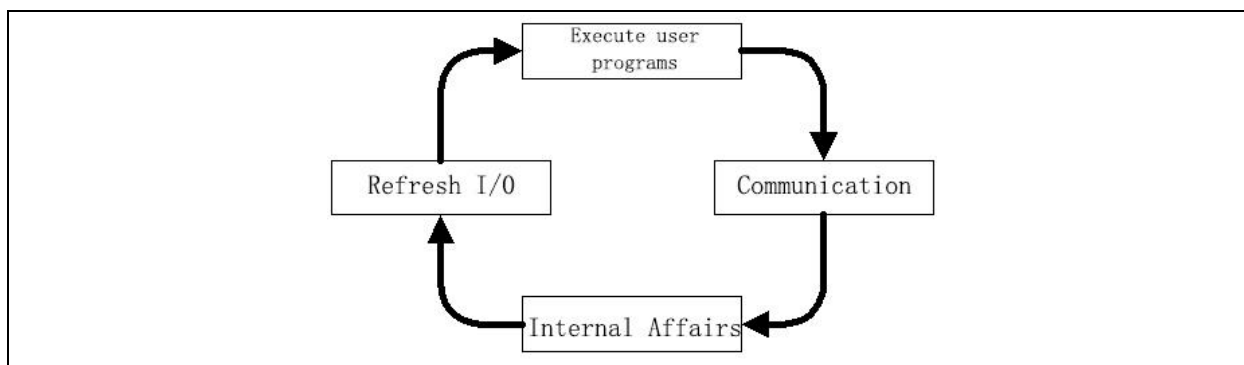 Execute user
programs
Refresh I/O
Communication
Internal Affairs